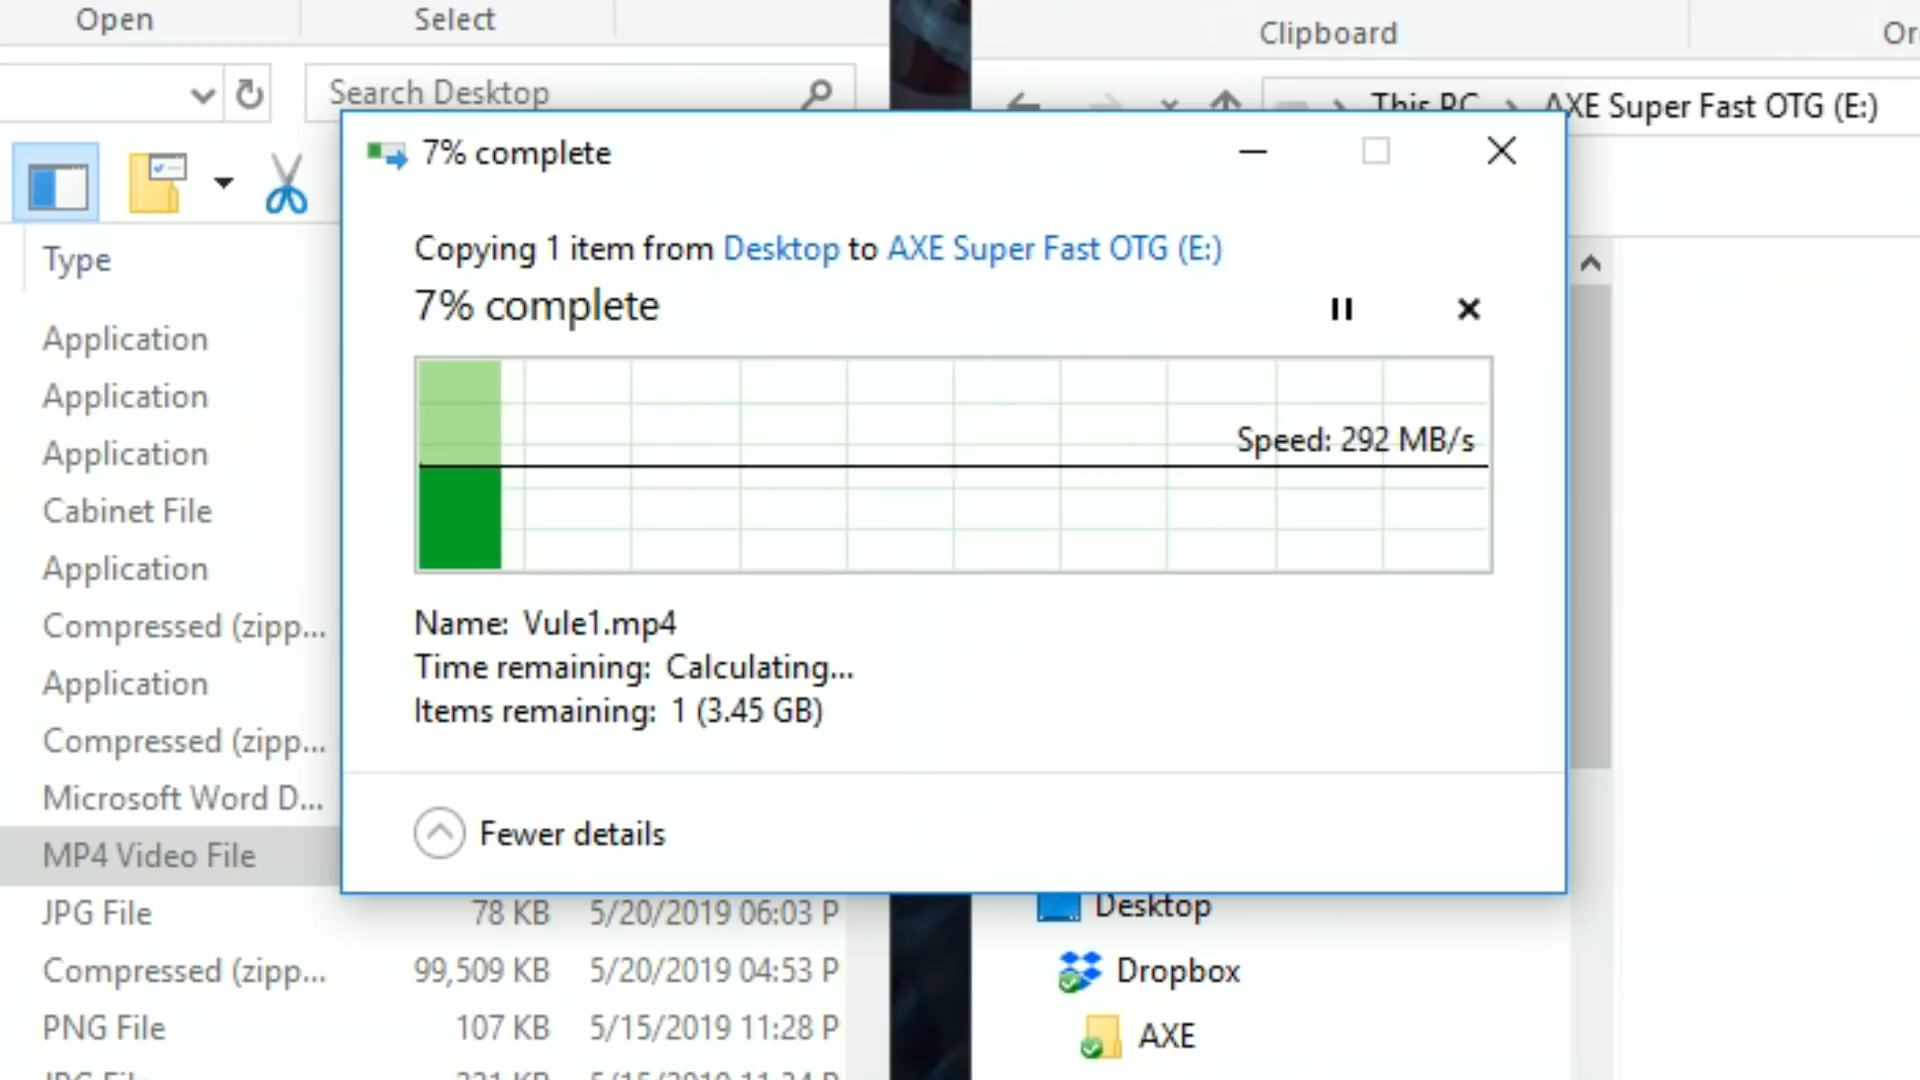 Open
Select
Clipboard
Search Desktop
This PC
AXE Super Fast OTG (E:)
7% complete
Copying 1 item from Desktop to AXE Super Fast OTG (E:)
7% complete
Speed: 292 MB/s
Name: Vule1.mp4
Time remaining: Calculating...
Items remaining: 1 (3.45 GB)
Fewer details
Type
Application
Application
Application
Cabinet File
Application
Compressed (zipp...
Application
Compressed (zipp...
Microsoft Word D...
MP4 Video File
JPG File 78 KB 5/20/2019 06:03 P
Compressed (zipp... 99,509 KB 5/20/2019 04:53 P
PNG File 107 KB 5/15/2019 11:28 P
Desktop
Dropbox
AXE